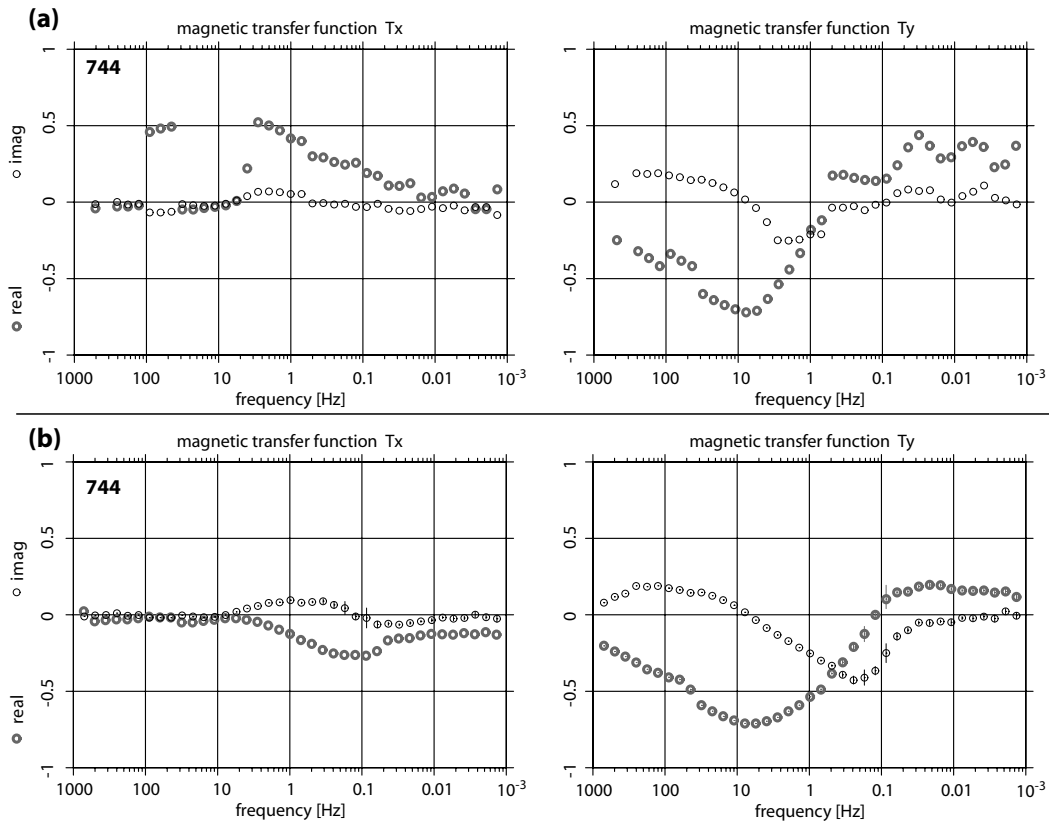 (a)
magnetic transfer function Tx
magnetic transfer function Ty
744
imag
real
1
0.5
0
-0.5
-1
1
0.5
0
-0.5
-1
1000 100 10 1 0.1 0.01 10-3
1000 100 10 1 0.1 0.01 10-3
frequency [Hz]
frequency [Hz]
(b)
magnetic transfer function Tx
magnetic transfer function Ty
744
imag
real
1
0.5
0
-0.5
-1
1
0.5
0
-0.5
-1
1000 100 10 1 0.1 0.01 10-3
1000 100 10 1 0.1 0.01 10-3
frequency [Hz]
frequency [Hz]